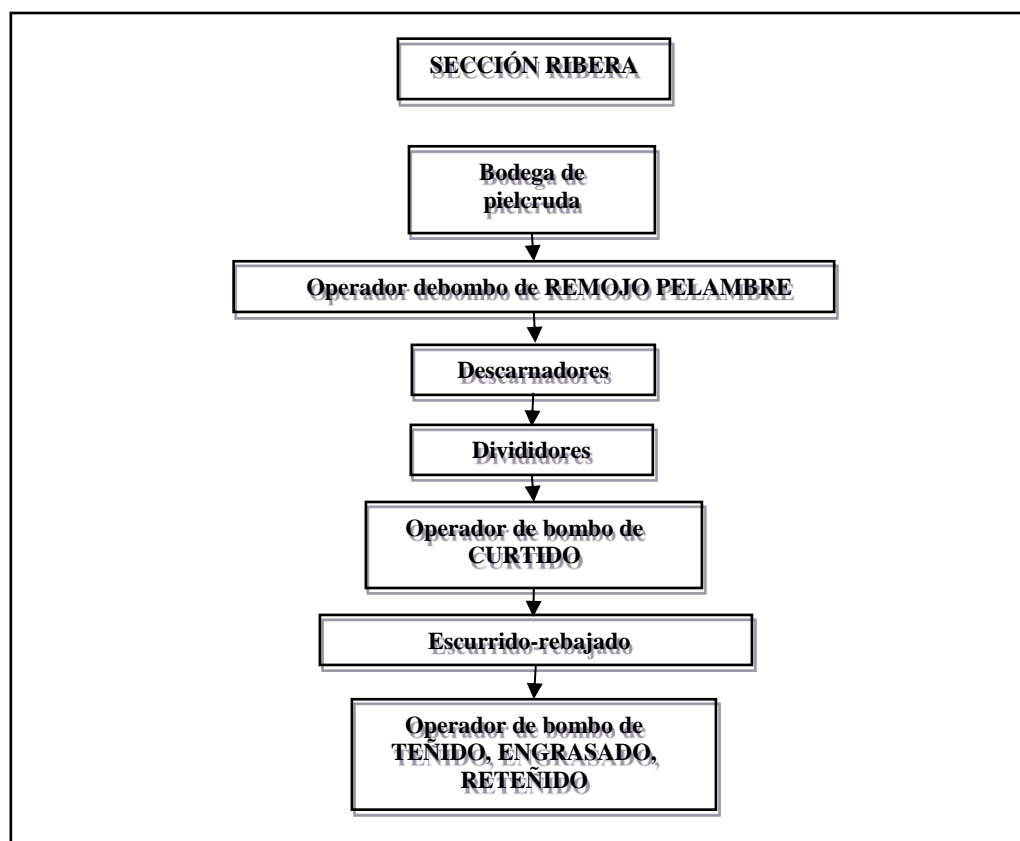 SECCIÓN RIBERA
Bodega de
pielcruda
Operador debombo de REMOJO PELAMBRE
Descarnadores
Divididores
Operador de bombo de
CURTIDO
Escurrido-rebajado
Operador de bombo de
TEÑIDO, ENGRASADO,
RETEÑIDO